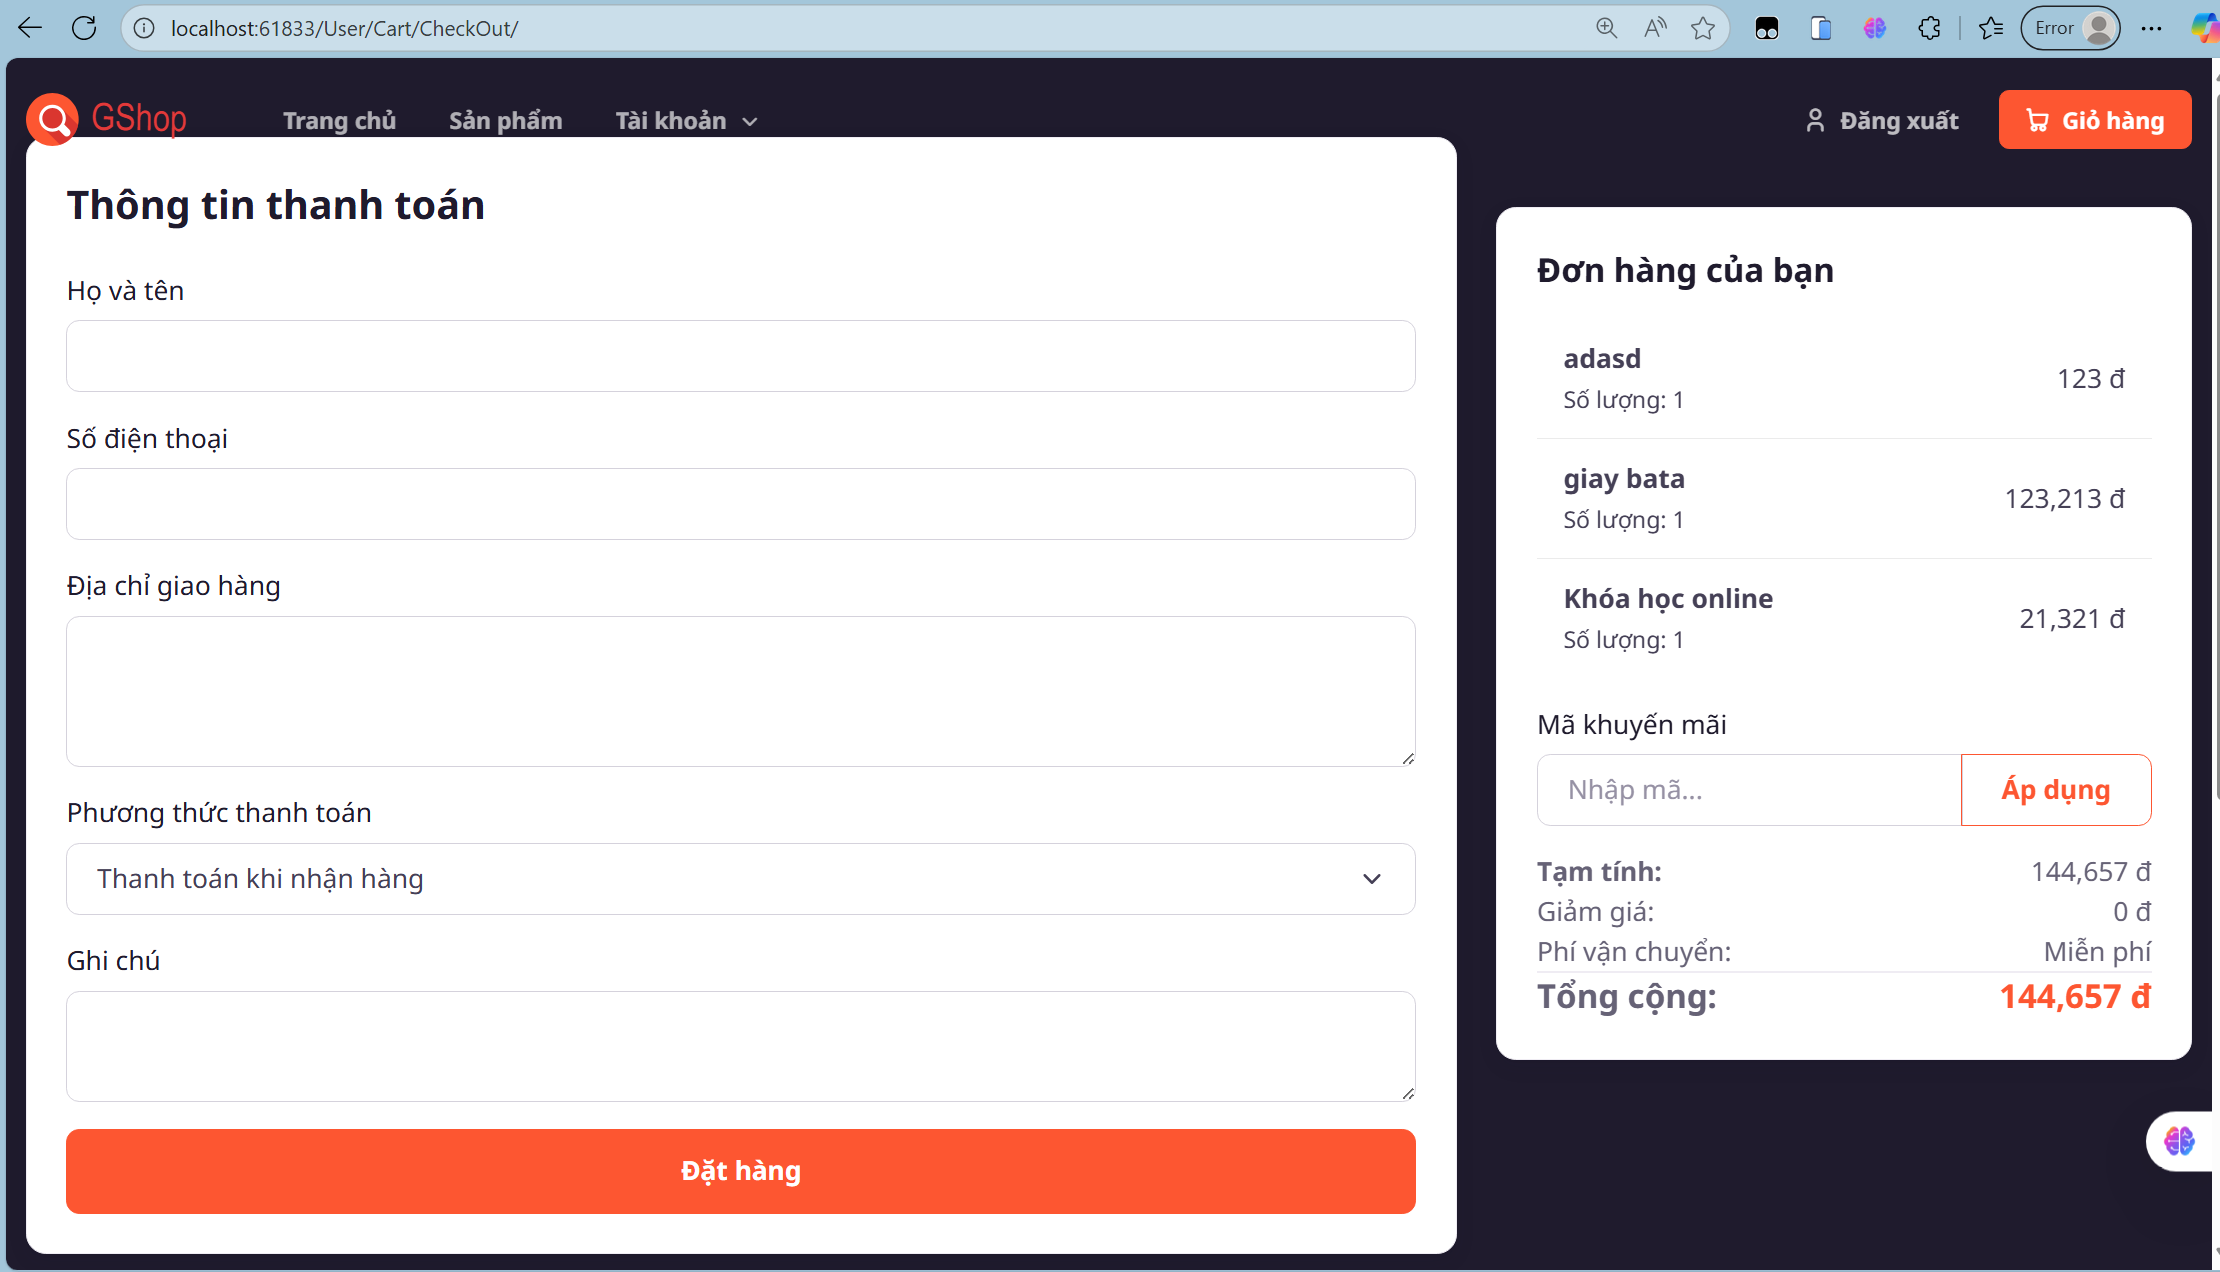 localhost:61833/User/Cart/CheckOut/
Error
GShop
Trang chủ
Sản phẩm
Tài khoản
Đăng xuất
Giỏ hàng
Thông tin thanh toán
Họ và tên
Số điện thoại
Địa chỉ giao hàng
Phương thức thanh toán
Thanh toán khi nhận hàng
Ghi chú
Đặt hàng
Đơn hàng của bạn
adasd
Số lượng: 1
123 đ
giay bata
Số lượng: 1
123,213 đ
Khóa học online
Số lượng: 1
21,321 đ
Mã khuyến mãi
Nhập mã...
Áp dụng
Tạm tính: 144,657 đ
Giảm giá: 0 đ
Phí vận chuyển: Miễn phí
Tổng cộng: 144,657 đ